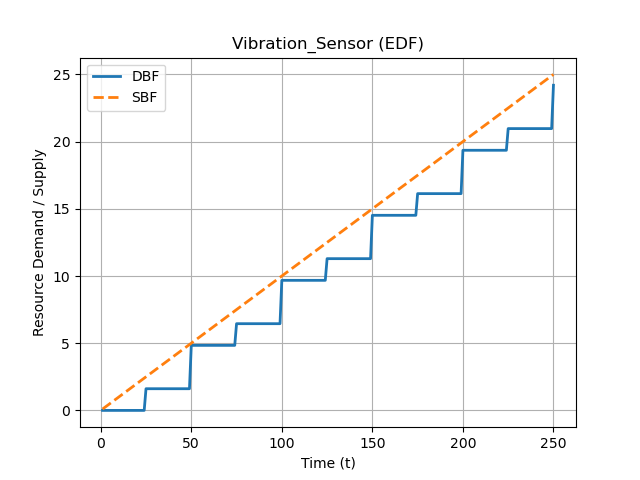 Vibration_Sensor (EDF)
DBF
SBF
Resource Demand / Supply
25
20
15
10
5
0
0 50 100 150 200 250
Time (t)